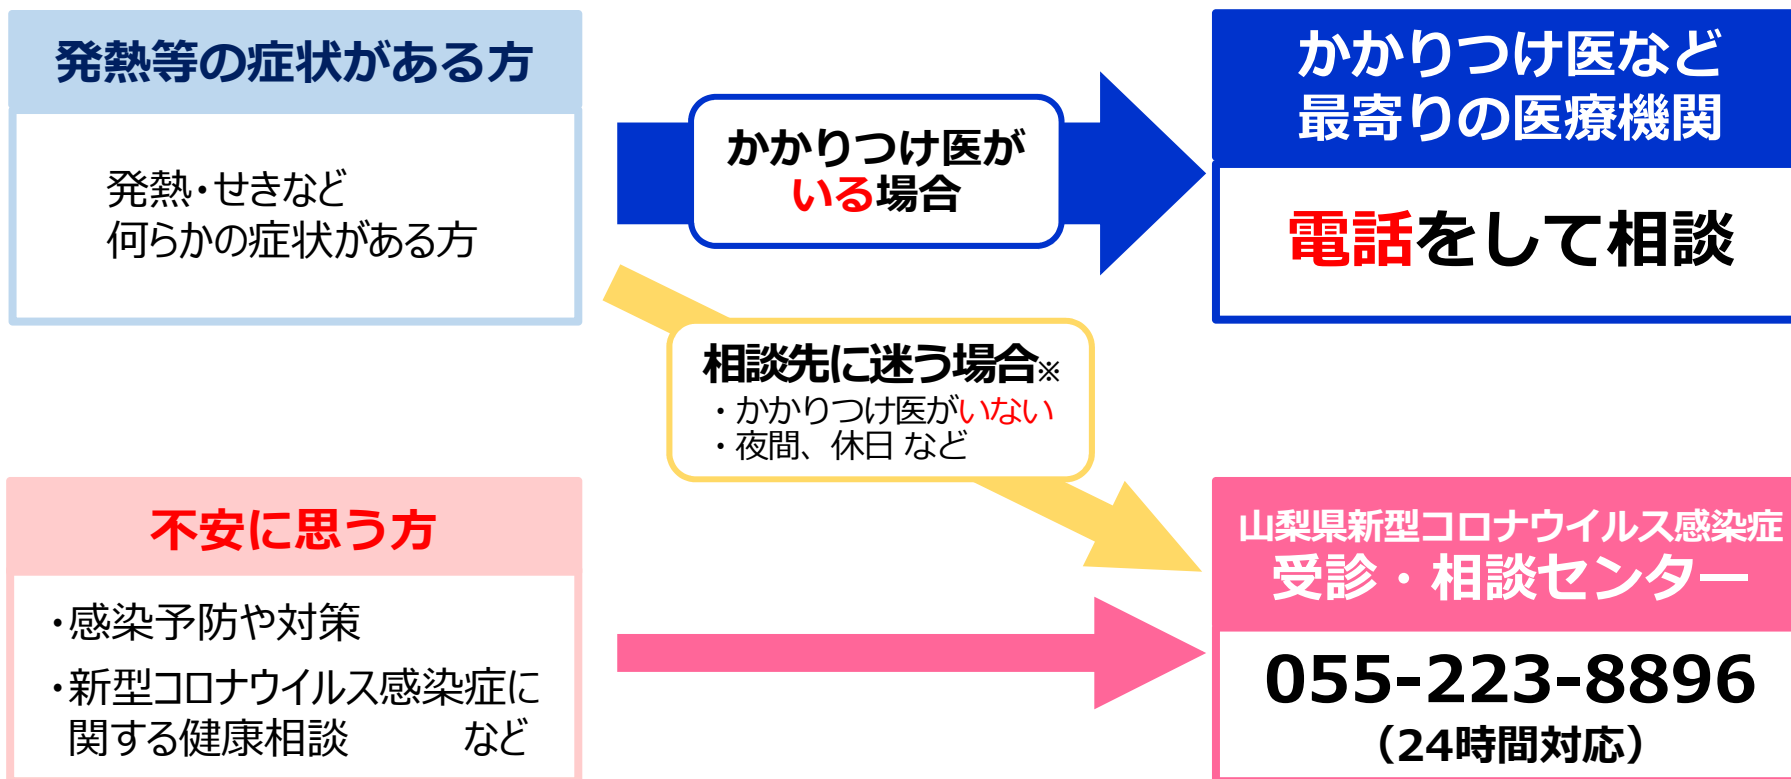 発熱等の症状がある方
発熱・せきなど
何らかの症状がある方
かかりつけ医が
いる場合
かかりつけ医など
最寄りの医療機関
電話をして相談
相談先に迷う場合※
・かかりつけ医がいない
・夜間、休日 など
不安に思う方
・感染予防や対策
・新型コロナウイルス感染症に
関する健康相談 など
山梨県新型コロナウイルス感染症
受診・相談センター
055-223-8896
（24時間対応）